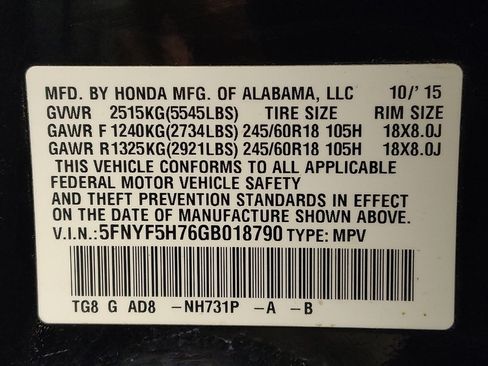 MFD. BY HONDA MFG. OF ALABAMA, LLC 10/'15
GVWR 2515KG(5545LBS) TIRE SIZE RIM SIZE
GAWR F 1240KG(2734LBS) 245/60R18 105H 18X8.0J
GAWR R 1325KG(2921LBS) 245/60R18 105H 18X8.0J
THIS VEHICLE CONFORMS TO ALL APPLICABLE
FEDERAL MOTOR VEHICLE SAFETY
AND THEFT PREVENTION STANDARDS IN EFFECT
ON THE DATE OF MANUFACTURE SHOWN ABOVE.
V.I.N.: 5FNYF5H76GB018790 TYPE: MPV
TG8 G AD8 -NH731P -A -B